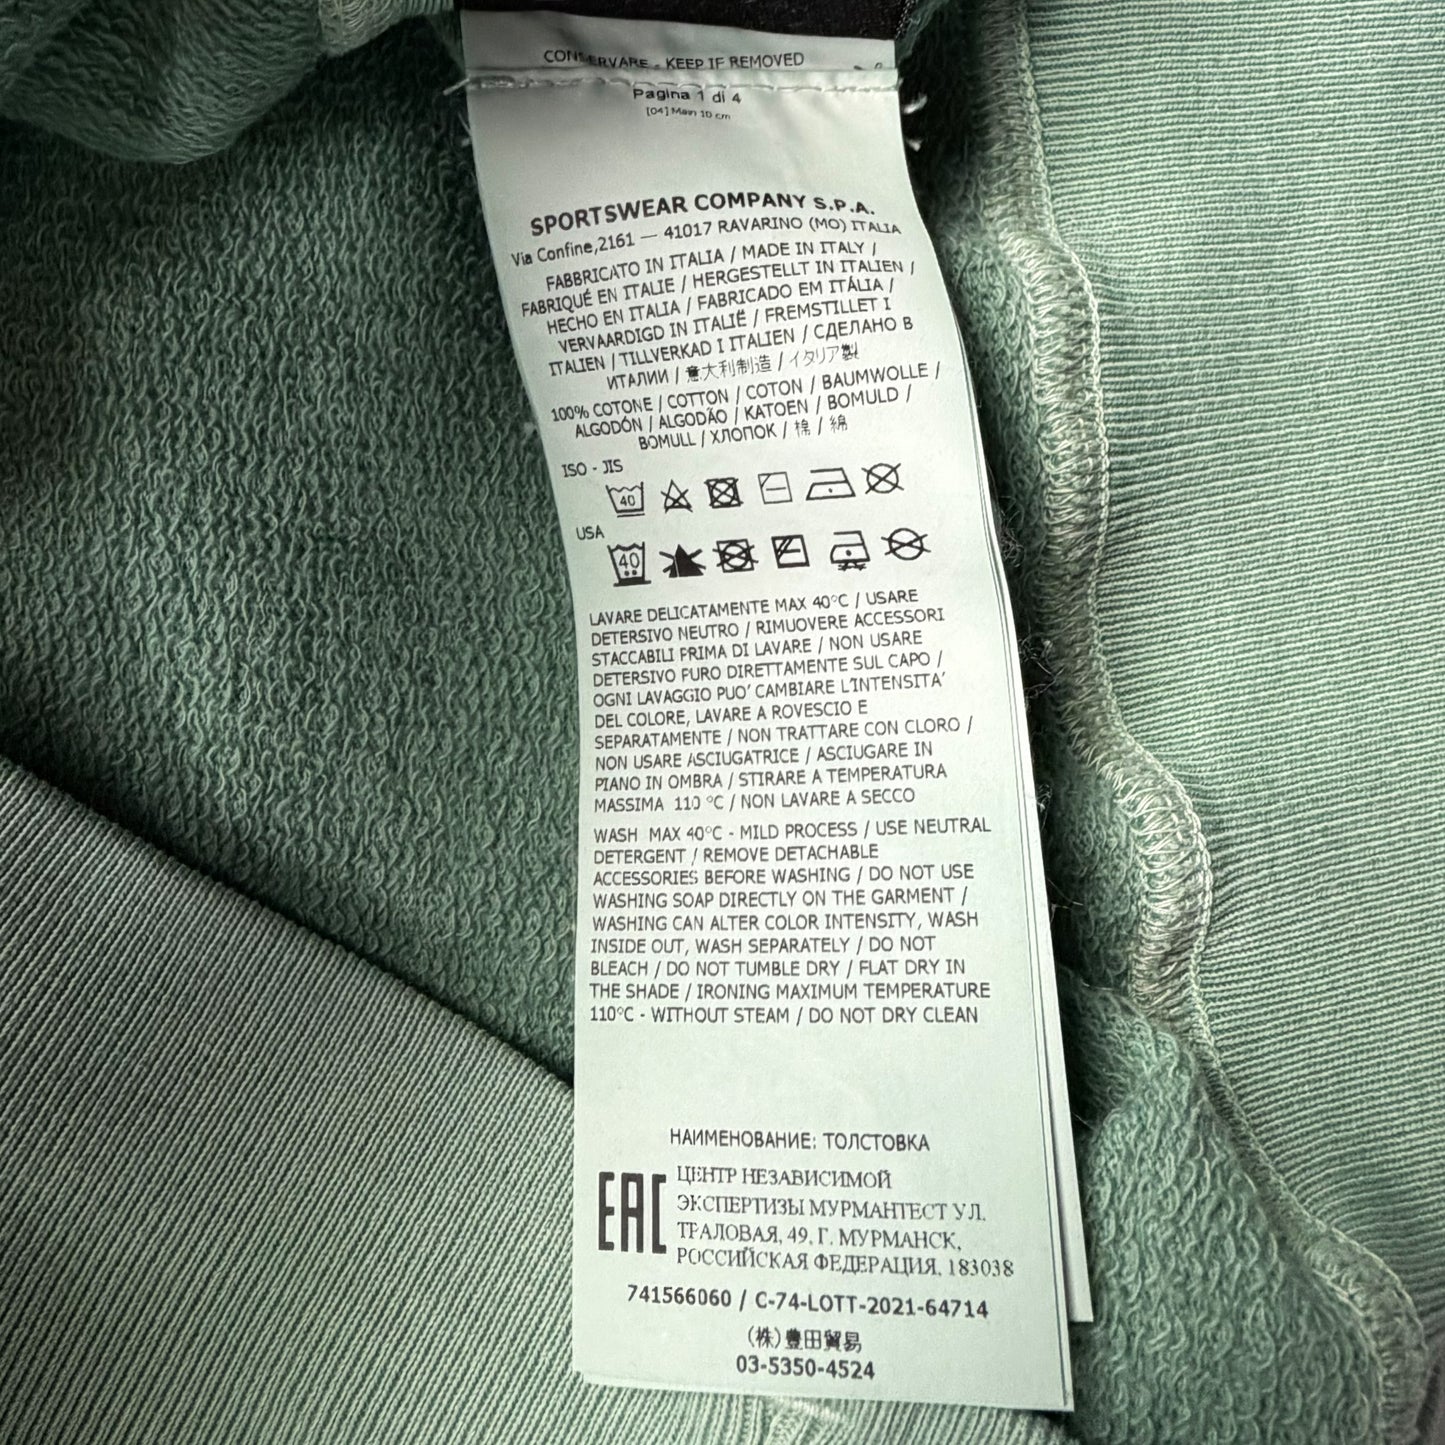 CONSERVARE - KEEP IF REMOVED
Pagina 1 di 4
[04] Main 10 cm
SPORTSWEAR COMPANY S.P.A.
Via Confine,2161 — 41017 RAVARINO (MO) ITALIA
FABBRICATO IN ITALIA / MADE IN ITALY /
FABRIQUÉ EN ITALIE / HERGESTELLT IN ITALIEN /
HECHO EN ITALIA / FABRICADO EM ITÁLIA /
VERVAARDIGD IN ITALIË / FREMSTILLET I
ITALIEN / TILLVERKAD I ITALIEN / СДЕЛАНО В
ИТАЛИИ / 意大利制造 / イタリア製
100% COTONE / COTTON / COTON / BAUMWOLLE /
ALGODÓN / ALGODÃO / KATOEN / BOMULD /
BOMULL / ХЛОПОК / 棉 / 綿
ISO - JIS
40
USA
40
LAVARE DELICATAMENTE MAX 40°C / USARE
DETERSIVO NEUTRO / RIMUOVERE ACCESSORI
STACCABILI PRIMA DI LAVARE / NON USARE
DETERSIVO PURO DIRETTAMENTE SUL CAPO /
OGNI LAVAGGIO PUO' CAMBIARE L'INTENSITA'
DEL COLORE, LAVARE A ROVESCIO E
SEPARATAMENTE / NON TRATTARE CON CLORO /
NON USARE ASCIUGATRICE / ASCIUGARE IN
PIANO IN OMBRA / STIRARE A TEMPERATURA
MASSIMA 110 °C / NON LAVARE A SECCO
WASH MAX 40°C - MILD PROCESS / USE NEUTRAL
DETERGENT / REMOVE DETACHABLE
ACCESSORIES BEFORE WASHING / DO NOT USE
WASHING SOAP DIRECTLY ON THE GARMENT /
WASHING CAN ALTER COLOR INTENSITY, WASH
INSIDE OUT, WASH SEPARATELY / DO NOT
BLEACH / DO NOT TUMBLE DRY / FLAT DRY IN
THE SHADE / IRONING MAXIMUM TEMPERATURE
110°C - WITHOUT STEAM / DO NOT DRY CLEAN
НАИМЕНОВАНИЕ: ТОЛСТОВКА
EAC
ЦЕНТР НЕЗАВИСИМОЙ
ЭКСПЕРТИЗЫ МУРМАНТЕСТ УЛ.
ТРАЛОВАЯ, 49, Г. МУРМАНСК,
РОССИЙСКАЯ ФЕДЕРАЦИЯ, 183038
741566060 / C-74-LOTT-2021-64714
(株)豊田貿易
03-5350-4524